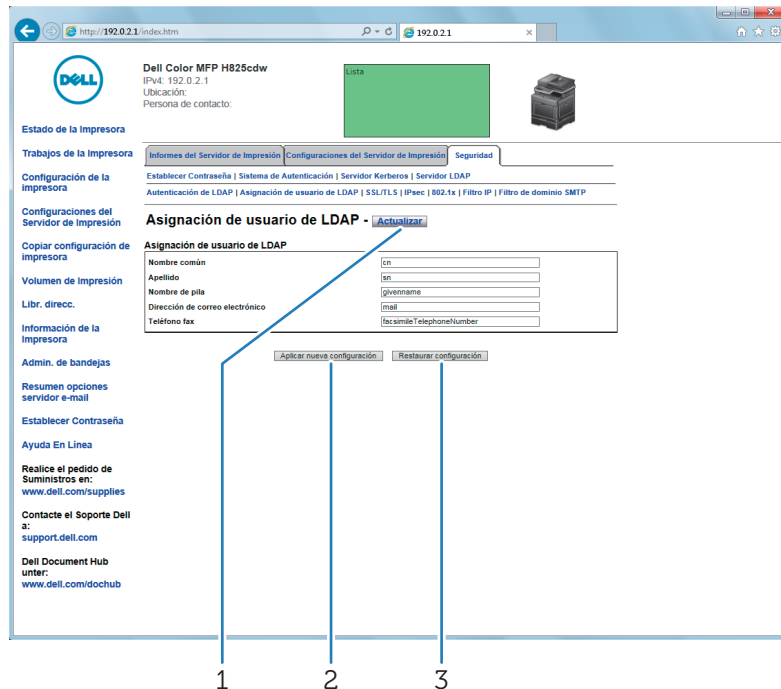 http://192.0.2.1/index.htm
192.0.2.1
DELL
Dell Color MFP H825cdw
IPv4: 192.0.2.1
Ubicación:
Persona de contacto:
Lista
Estado de la Impresora
Trabajos de la Impresora
Configuración de la
impresora
Configuraciones del
Servidor de Impresión
Copiar configuración de
impresora
Volumen de Impresión
Libr. direcc.
Información de la
Impresora
Admin. de bandejas
Resumen opciones
servidor e-mail
Establecer Contraseña
Ayuda En Línea
Realice el pedido de
Suministros en:
www.dell.com/supplies
Contacte el Soporte Dell
a:
support.dell.com
Dell Document Hub
unter:
www.dell.com/dochub
Informes del Servidor de Impresión Configuraciones del Servidor de Impresión Seguridad
Establecer Contraseña | Sistema de Autenticación | Servidor Kerberos | Servidor LDAP
Autenticación de LDAP | Asignación de usuario de LDAP | SSL/TLS | IPsec | 802.1x | Filtro IP | Filtro de dominio SMTP
Asignación de usuario de LDAP - Actualizar
Asignación de usuario de LDAP
Nombre comùn cn
Apellido sn
Nombre de pila givenname
Dirección de correo electrónico mail
Teléfono fax facsimileTelephoneNumber
Aplicar nueva configuración Restaurar configuración
1 2 3